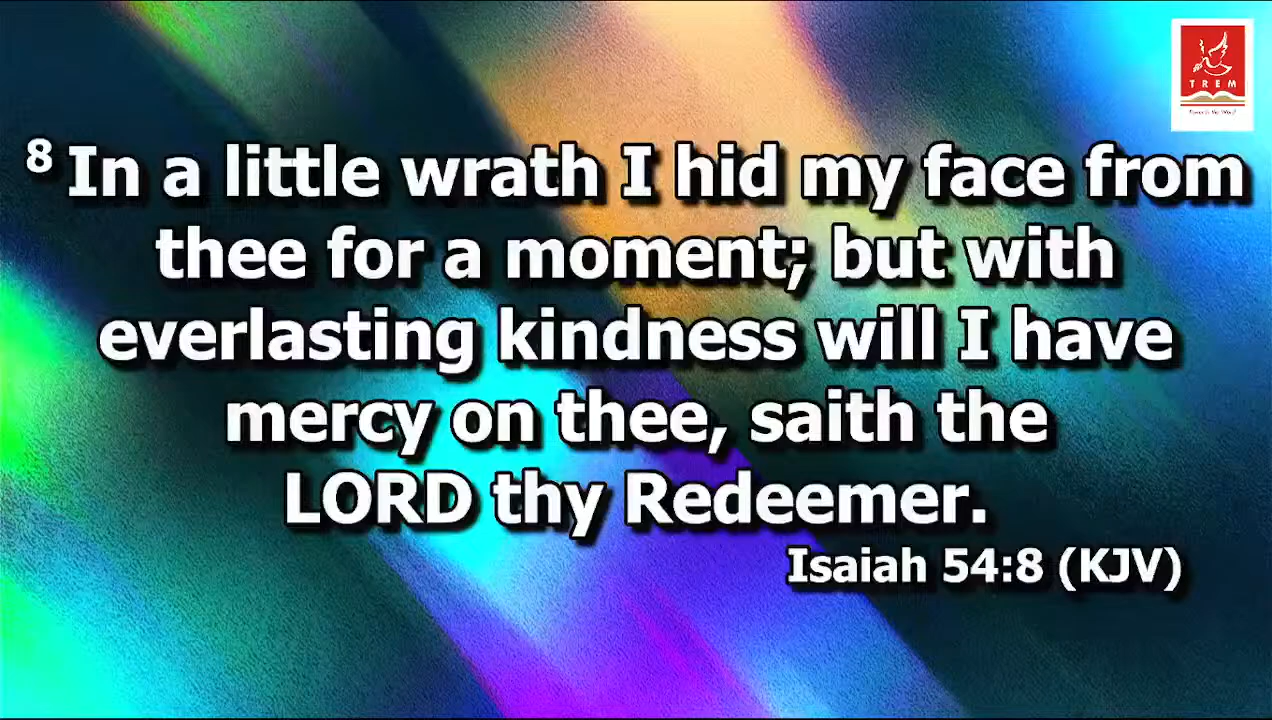 TREM
8 In a little wrath I hid my face from
thee for a moment; but with
everlasting kindness will I have
mercy on thee, saith the
LORD thy Redeemer.
Isaiah 54:8 (KJV)